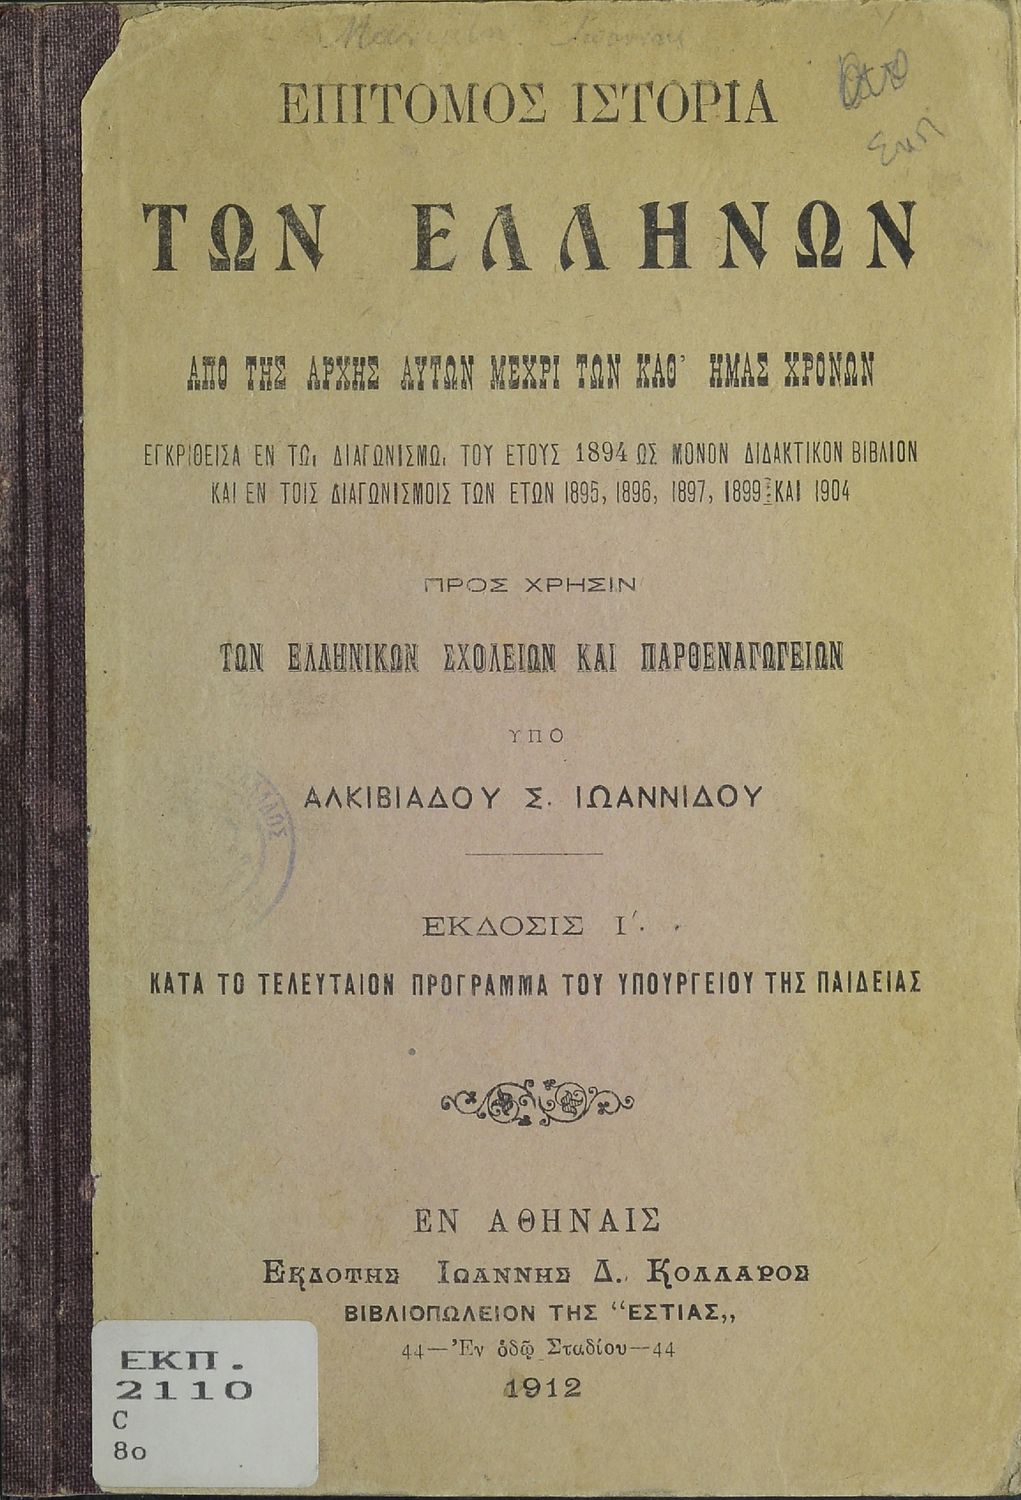 ΕΠΙΤΟΜΟΣ ΙΣΤΟΡΙΑ
ΤΩΝ ΕΛΛΗΝΩΝ
ΑΠΟ ΤΗΣ ΑΡΧΗΣ ΑΥΤΩΝ ΜΕΧΡΙ ΤΩΝ ΚΑΘ' ΗΜΑΣ ΧΡΟΝΩΝ
ΕΓΚΡΙΘΕΙΣΑ ΕΝ ΤΩι ΔΙΑΓΩΝΙΣΜΩι ΤΟΥ ΕΤΟΥΣ 1894 ΩΣ ΜΟΝΟΝ ΔΙΔΑΚΤΙΚΟΝ ΒΙΒΛΙΟΝ
ΚΑΙ ΕΝ ΤΟΙΣ ΔΙΑΓΩΝΙΣΜΟΙΣ ΤΩΝ ΕΤΩΝ 1895, 1896, 1897, 1899 ΚΑΙ 1904
ΠΡΟΣ ΧΡΗΣΙΝ
ΤΩΝ ΕΛΛΗΝΙΚΩΝ ΣΧΟΛΕΙΩΝ ΚΑΙ ΠΑΡΘΕΝΑΓΩΓΕΙΩΝ
ΥΠΟ
ΑΛΚΙΒΙΑΔΟΥ Σ. ΙΩΑΝΝΙΔΟΥ
ΕΚΔΟΣΙΣ Ι΄.
ΚΑΤΑ ΤΟ ΤΕΛΕΥΤΑΙΟΝ ΠΡΟΓΡΑΜΜΑ ΤΟΥ ΥΠΟΥΡΓΕΙΟΥ ΤΗΣ ΠΑΙΔΕΙΑΣ
ΕΝ ΑΘΗΝΑΙΣ
ΕΚΔΟΤΗΣ ΙΩΑΝΝΗΣ Δ. ΚΟΛΛΑΡΟΣ
ΒΙΒΛΙΟΠΩΛΕΙΟΝ ΤΗΣ “ΕΣΤΙΑΣ„
44—Ἐν ὁδῷ Σταδίου—44
1912
ΕΚΠ.
2110
C
80